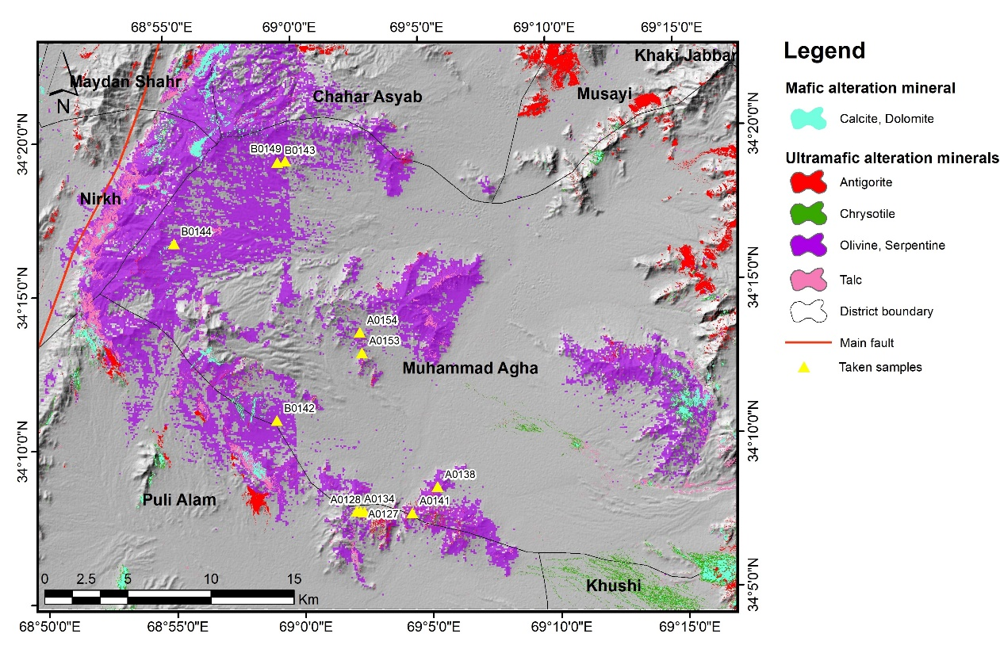 68°55'0"E 69°0'0"E 69°5'0"E 69°10'0"E 69°15'0"E
34°20'0"N
34°15'0"N
34°10'0"N
34°20'0"N
34°15'0"N
34°10'0"N
34°5'0"N
N
Maydan Shahr
Khaki Jabbar
Chahar Asyab
Musayi
B0149 B0143
Nirkh
B0144
A0154
A0153
Muhammad Agha
B0142
A0138
Puli Alam
A0128 A0134
A0141
A0127
Khushi
0 2.5 5 10 15
Km
68°50'0"E 68°55'0"E 69°0'0"E 69°5'0"E 69°10'0"E 69°15'0"E
Legend
Mafic alteration mineral
Calcite, Dolomite
Ultramafic alteration minerals
Antigorite
Chrysotile
Olivine, Serpentine
Talc
District boundary
Main fault
Taken samples